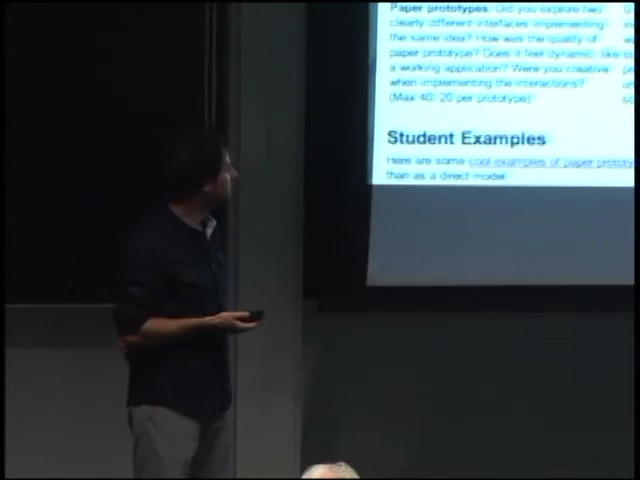 Paper prototypes. Did you explore two
clearly different interfaces implementing
the same idea? How was the quality of
paper prototype? Does it feel dynamic, like
a working application? Were you creative
when implementing the interactions?
(Max 40: 20 per prototype)
Student Examples
Here are some cool examples of paper prototy
than as a direct model